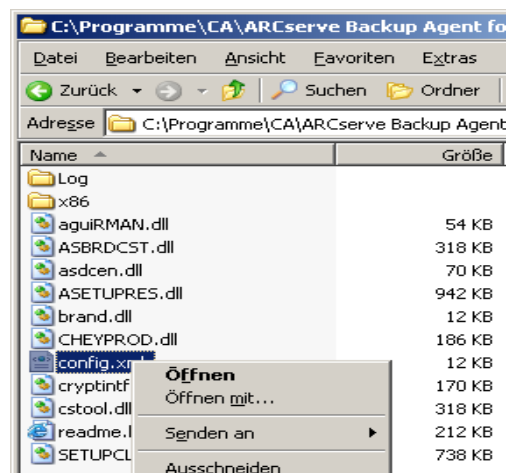 C:\Programme\CA\ARCserve Backup Agent fo
Datei Bearbeiten Ansicht Favoriten Extras
Zurück Suchen Ordner
Adresse C:\Programme\CA\ARCserve Backup Agent
Name Größe
Log
x86
aguiRMAN.dll 54 KB
ASBRDCST.dll 318 KB
asdcen.dll 70 KB
ASETUPRES.dll 942 KB
brand.dll 12 KB
CHEYPROD.dll 186 KB
config.xml 12 KB
Öffnen
cryptintf 170 KB
Öffnen mit...
cstool.dll 318 KB
readme.l 212 KB
Senden an
SETUPCL 738 KB
Ausschneiden